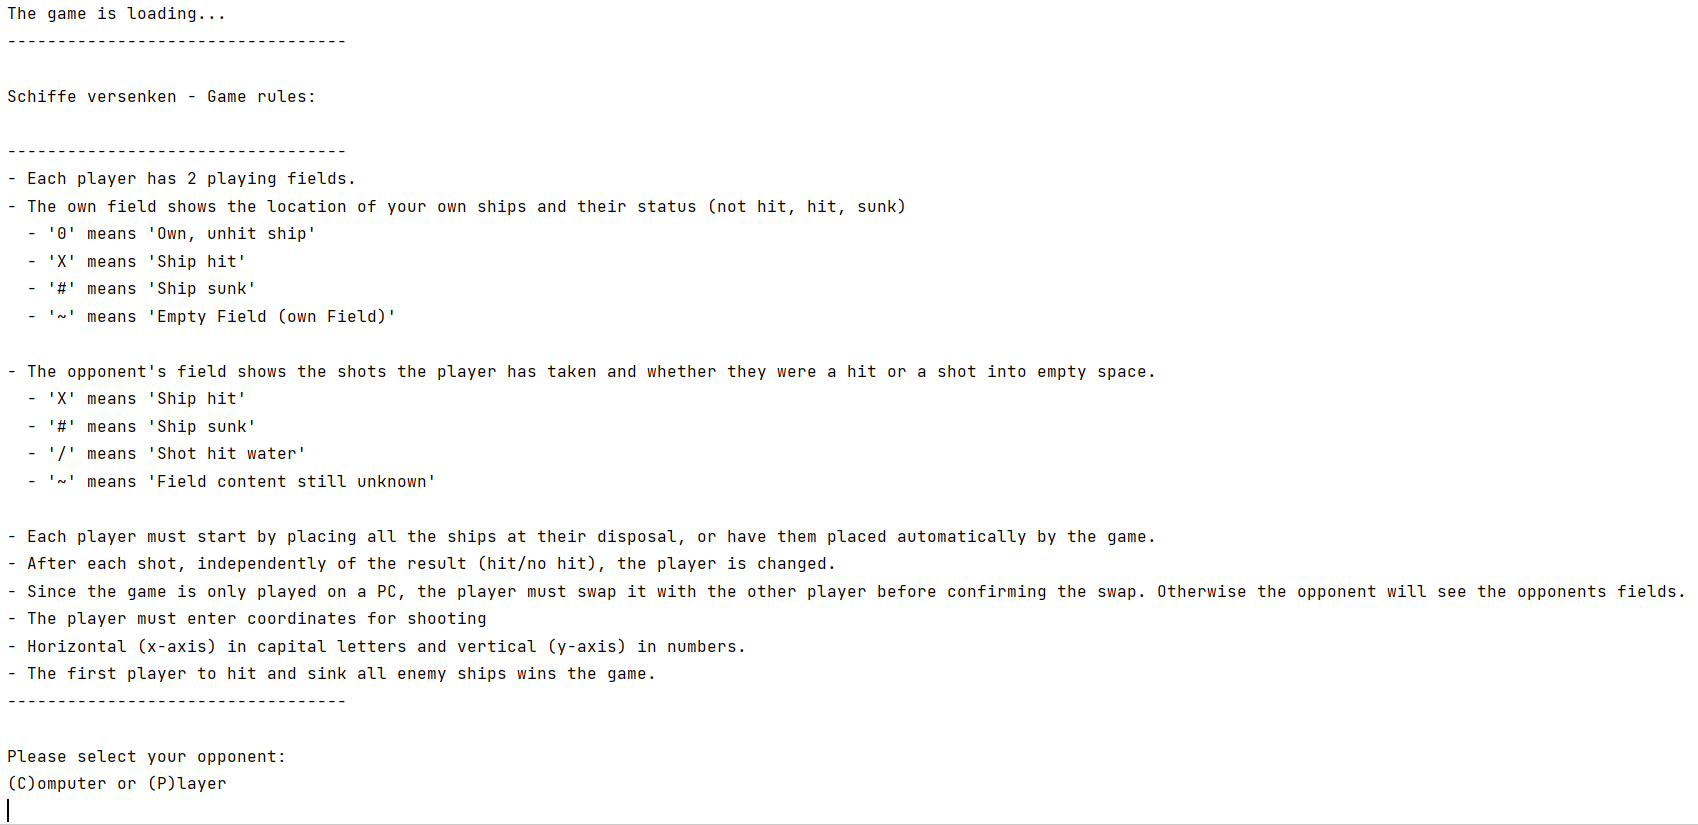 The game is loading...
----------------------------------
Schiffe versenken - Game rules:
----------------------------------
- Each player has 2 playing fields.
- The own field shows the location of your own ships and their status (not hit, hit, sunk)
  - '0' means 'Own, unhit ship'
  - 'X' means 'Ship hit'
  - '#' means 'Ship sunk'
  - '~' means 'Empty Field (own Field)'
- The opponent's field shows the shots the player has taken and whether they were a hit or a shot into empty space.
  - 'X' means 'Ship hit'
  - '#' means 'Ship sunk'
  - '/' means 'Shot hit water'
  - '~' means 'Field content still unknown'
- Each player must start by placing all the ships at their disposal, or have them placed automatically by the game.
- After each shot, independently of the result (hit/no hit), the player is changed.
- Since the game is only played on a PC, the player must swap it with the other player before confirming the swap. Otherwise the opponent will see the opponents fields.
- The player must enter coordinates for shooting
- Horizontal (x-axis) in capital letters and vertical (y-axis) in numbers.
- The first player to hit and sink all enemy ships wins the game.
----------------------------------
Please select your opponent:
(C)omputer or (P)layer